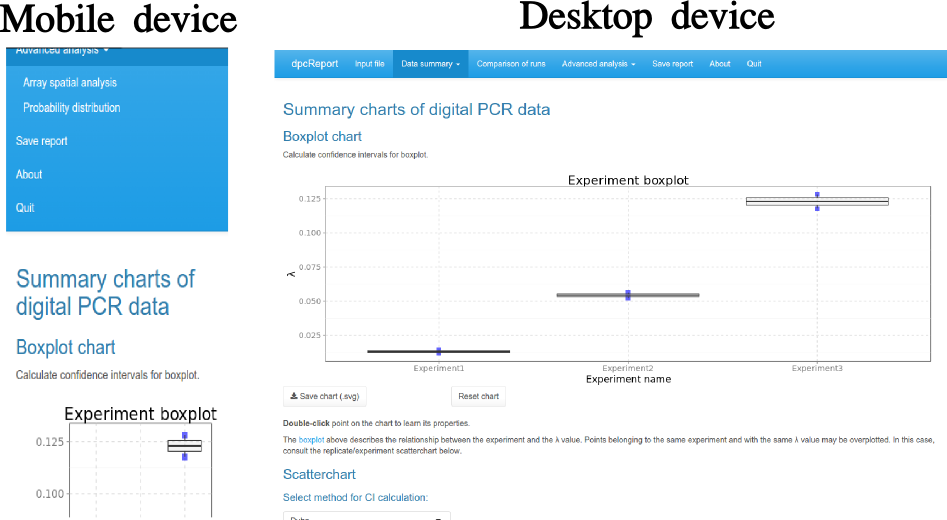 Mobile device
Advanced analysis
Array spatial analysis
Probability distribution
Save report
About
Quit
Summary charts of
digital PCR data
Boxplot chart
Calculate confidence intervals for boxplot.
Experiment boxplot
0.125
0.100
Desktop device
dpcReport Input file Data summary Comparison of runs Advanced analysis Save report About Quit
Summary charts of digital PCR data
Boxplot chart
Calculate confidence intervals for boxplot.
Experiment boxplot
0.125
0.100
0.075
λ
0.050
0.025
Experiment1 Experiment2 Experiment3
Experiment name
Save chart (.svg) Reset chart
Double-click point on the chart to learn its properties.
The boxplot above describes the relationship between the experiment and the λ value. Points belonging to the same experiment and with the same λ value may be overplotted. In this case,
consult the replicate/experiment scatterchart below.
Scatterchart
Select method for CI calculation: